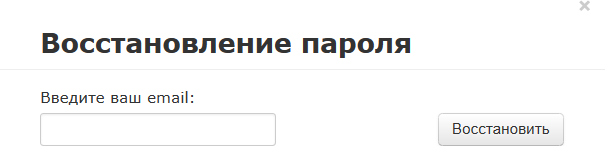 Восстановление пароля
Введите ваш email:
Восстановить